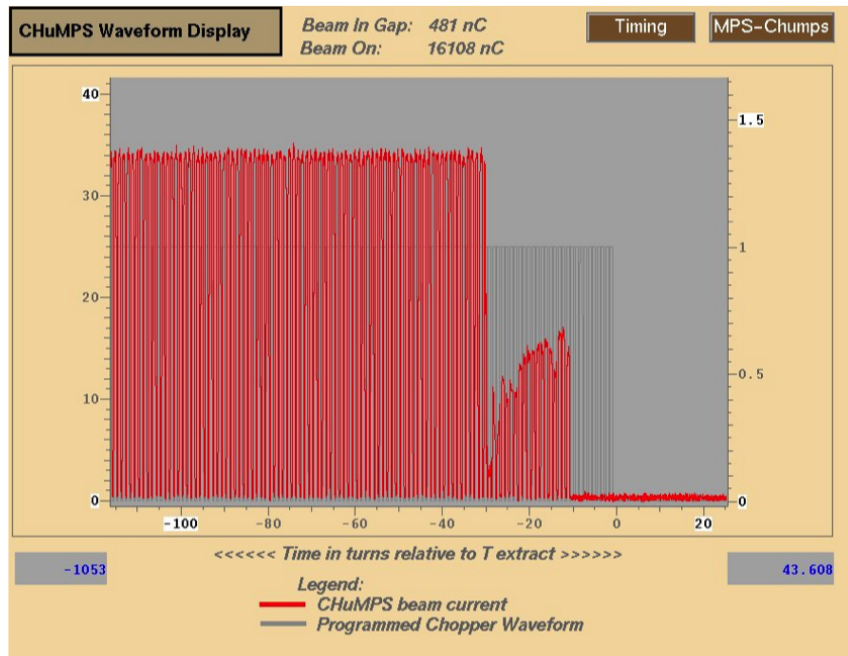 CHuMPS Waveform Display
Beam In Gap: 481 nC
Beam On: 16108 nC
Timing
MPS-Chumps
40
30
20
10
0
1.5
1
0.5
0
-100 -80 -60 -40 -20 0 20
<<<<<< Time in turns relative to T extract >>>>>>
-1053
43.608
Legend:
CHuMPS beam current
Programmed Chopper Waveform